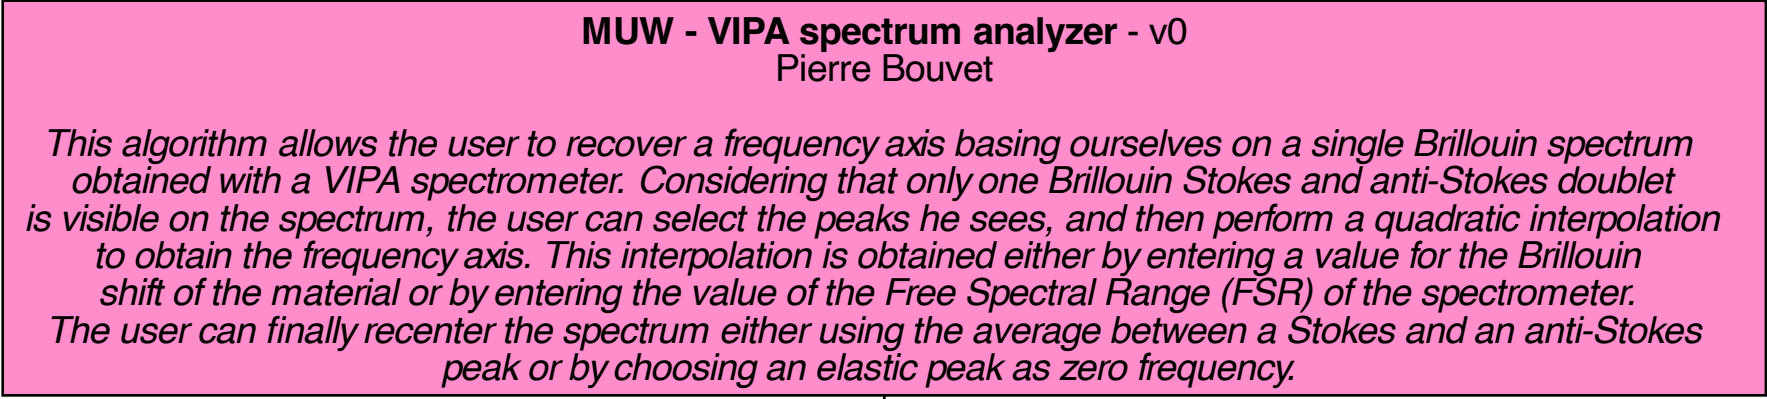 MUW - VIPA spectrum analyzer - v0
Pierre Bouvet
This algorithm allows the user to recover a frequency axis basing ourselves on a single Brillouin spectrum
obtained with a VIPA spectrometer. Considering that only one Brillouin Stokes and anti-Stokes doublet
is visible on the spectrum, the user can select the peaks he sees, and then perform a quadratic interpolation
to obtain the frequency axis. This interpolation is obtained either by entering a value for the Brillouin
shift of the material or by entering the value of the Free Spectral Range (FSR) of the spectrometer.
The user can finally recenter the spectrum either using the average between a Stokes and an anti-Stokes
peak or by choosing an elastic peak as zero frequency.